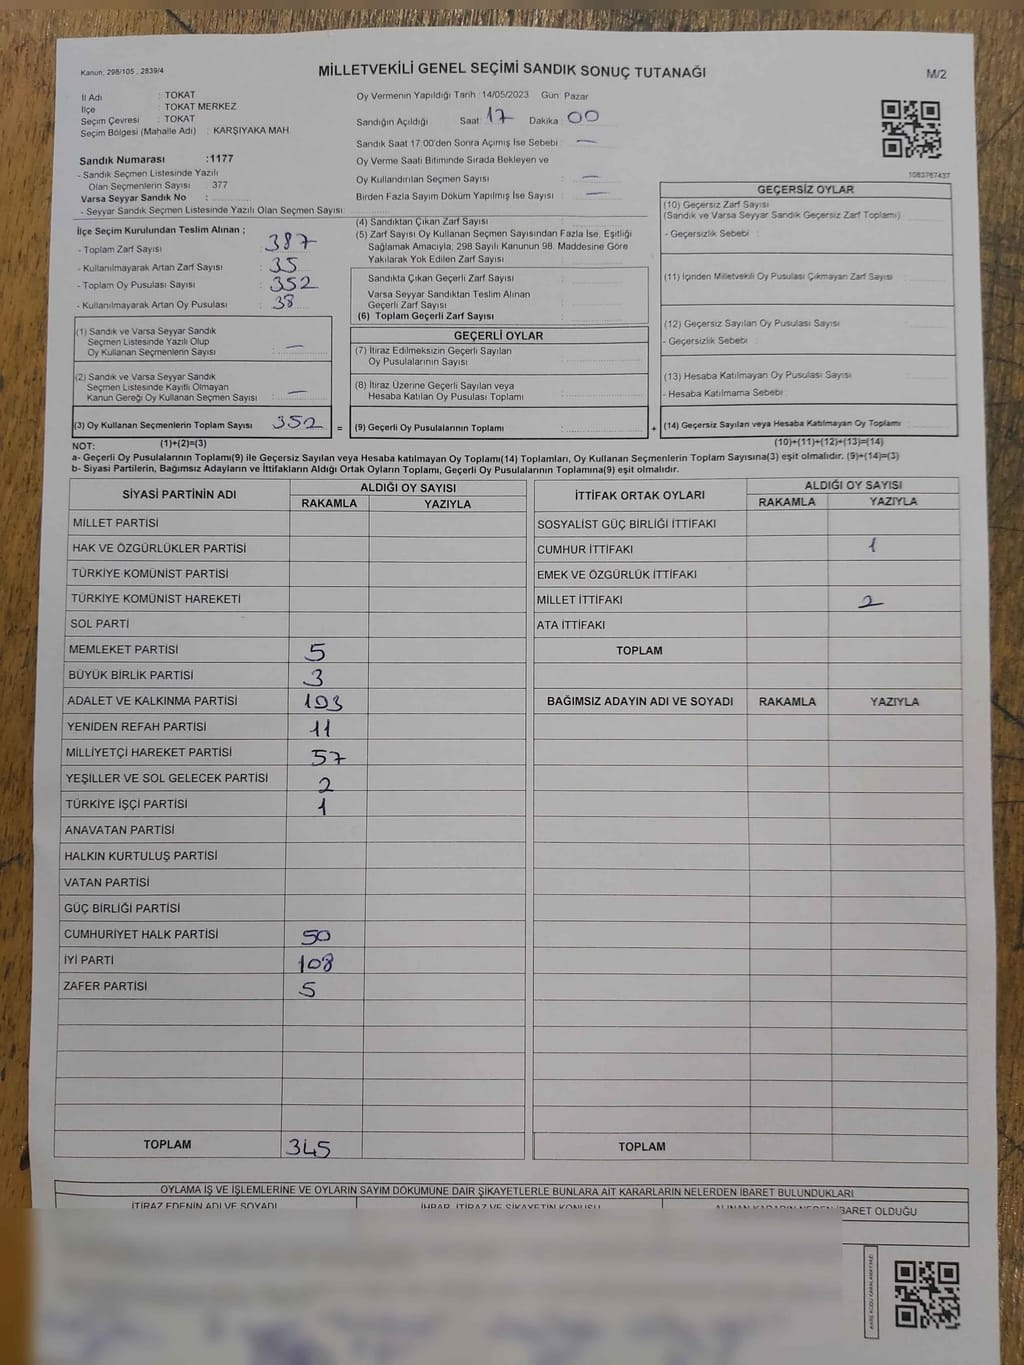 Kanun; 298/105 , 2839/4
MİLLETVEKİLİ GENEL SEÇİMİ SANDIK SONUÇ TUTANAĞI
M/2
İl Adı : TOKAT
İlçe : TOKAT MERKEZ
Seçim Çevresi : TOKAT
Seçim Bölgesi (Mahalle Adı) : KARŞIYAKA MAH.
Sandık Numarası :1177
- Sandık Seçmen Listesinde Yazılı
Olan Seçmenlerin Sayısı : 377
Varsa Seyyar Sandık No :
- Seyyar Sandık Seçmen Listesinde Yazılı Olan Seçmen Sayısı:
Oy Vermenin Yapıldığı Tarih : 14/05/2023 Gün: Pazar
Sandığın Açıldığı Saat : 17 Dakika : 00
Sandık Saat 17.00'den Sonra Açımış İse Sebebi : —
Oy Verme Saati Bitiminde Sırada Bekleyen ve
Oy Kullandırılan Seçmen Sayısı : —
Birden Fazla Sayım Döküm Yapılmış İse Sayısı : —
1083767437
İlçe Seçim Kurulundan Teslim Alınan ;
- Toplam Zarf Sayısı : 387
- Kullanılmayarak Artan Zarf Sayısı : 35
- Toplam Oy Pusulası Sayısı : 352
- Kullanılmayarak Artan Oy Pusulası : 38
(1) Sandık ve Varsa Seyyar Sandık
Seçmen Listesinde Yazılı Olup
Oy Kullanan Seçmenlerin Sayısı : —
(2) Sandık ve Varsa Seyyar Sandık
Seçmen Listesinde Kayıtlı Olmayan
Kanun Gereği Oy Kullanan Seçmen Sayısı : —
(3) Oy Kullanan Seçmenlerin Toplam Sayısı 352 =
(1)+(2)=(3)
(4) Sandıktan Çıkan Zarf Sayısı :
(5) Zarf Sayısı Oy Kullanan Seçmen Sayısından Fazla İse, Eşitliği
Sağlamak Amacıyla, 298 Sayılı Kanunun 98. Maddesine Göre
Yakılarak Yok Edilen Zarf Sayısı :
Sandıkta Çıkan Geçerli Zarf Sayısı :
Varsa Seyyar Sandıktan Teslim Alınan
Geçerli Zarf Sayısı :
(6) Toplam Geçerli Zarf Sayısı :
GEÇERLİ OYLAR
(7) İtiraz Edilmeksizin Geçerli Sayılan
Oy Pusulalarının Sayısı :
(8) İtiraz Üzerine Geçerli Sayılan veya
Hesaba Katılan Oy Pusulası Toplamı :
(9) Geçerli Oy Pusulalarının Toplamı : +
GEÇERSİZ OYLAR
(10) Geçersiz Zarf Sayısı
(Sandık ve Varsa Seyyar Sandık Geçersiz Zarf Toplamı) :
- Geçersizlik Sebebi :
(11) İçinden Milletvekili Oy Pusulası Çıkmayan Zarf Sayısı :
(12) Geçersiz Sayılan Oy Pusulası Sayısı :
- Geçersizlik Sebebi :
(13) Hesaba Katılmayan Oy Pusulası Sayısı :
- Hesaba Katılmama Sebebi :
(14) Geçersiz Sayılan veya Hesaba Katılmayan Oy Toplamı :
(10)+(11)+(12)+(13)=(14)
NOT:
a- Geçerli Oy Pusulalarının Toplamı(9) ile Geçersiz Sayılan veya Hesaba katılmayan Oy Toplamı(14) Toplamları, Oy Kullanan Seçmenlerin Toplam Sayısına(3) eşit olmalıdır. (9)+(14)=(3)
b- Siyasi Partilerin, Bağımsız Adayların ve İttifakların Aldığı Ortak Oyların Toplamı, Geçerli Oy Pusulalarının Toplamına(9) eşit olmalıdır.
SİYASİ PARTİNİN ADI ALDIĞI OY SAYISI
RAKAMLA YAZIYLA
MİLLET PARTİSİ
HAK VE ÖZGÜRLÜKLER PARTİSİ
TÜRKİYE KOMÜNİST PARTİSİ
TÜRKİYE KOMÜNİST HAREKETİ
SOL PARTİ
MEMLEKET PARTİSİ 5
BÜYÜK BİRLİK PARTİSİ 3
ADALET VE KALKINMA PARTİSİ 103
YENİDEN REFAH PARTİSİ 11
MİLLİYETÇİ HAREKET PARTİSİ 57
YEŞİLLER VE SOL GELECEK PARTİSİ 2
TÜRKİYE İŞÇİ PARTİSİ 1
ANAVATAN PARTİSİ
HALKIN KURTULUŞ PARTİSİ
VATAN PARTİSİ
GÜÇ BİRLİĞİ PARTİSİ
CUMHURİYET HALK PARTİSİ 50
İYİ PARTİ 108
ZAFER PARTİSİ 5
TOPLAM 345
İTTİFAK ORTAK OYLARI ALDIĞI OY SAYISI
RAKAMLA YAZIYLA
SOSYALİST GÜÇ BİRLİĞİ İTTİFAKI
CUMHUR İTTİFAKI 1
EMEK VE ÖZGÜRLÜK İTTİFAKI
MİLLET İTTİFAKI 2
ATA İTTİFAKI
TOPLAM
BAĞIMSIZ ADAYIN ADI VE SOYADI RAKAMLA YAZIYLA
TOPLAM
OYLAMA İŞ VE İŞLEMLERİNE VE OYLARIN SAYIM DÖKÜMÜNE DAİR ŞİKAYETLERLE BUNLARA AİT KARARLARIN NELERDEN İBARET BULUNDUKLARI
İTİRAZ EDENİN ADI VE SOYADI İHBAR, İTİRAZ VE ŞİKAYETİN KONUSU ALINAN KARARIN NEDEN İBARET OLDUĞU